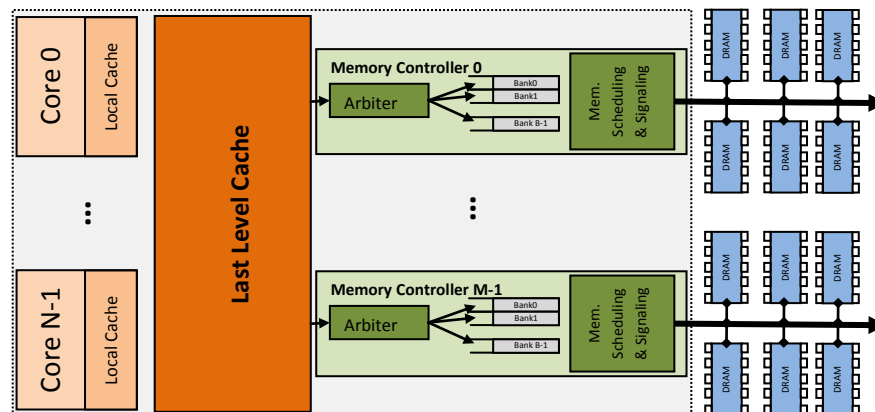 Core 0
Local Cache
...
Core N-1
Local Cache
Last Level Cache
Memory Controller 0
Arbiter
Bank0
Bank1
Bank B-1
Mem.
Scheduling
& Signaling
...
Memory Controller M-1
Arbiter
Bank0
Bank1
Bank B-1
Mem.
Scheduling
& Signaling
DRAM
DRAM
DRAM
DRAM
DRAM
DRAM
DRAM
DRAM
DRAM
DRAM
DRAM
DRAM